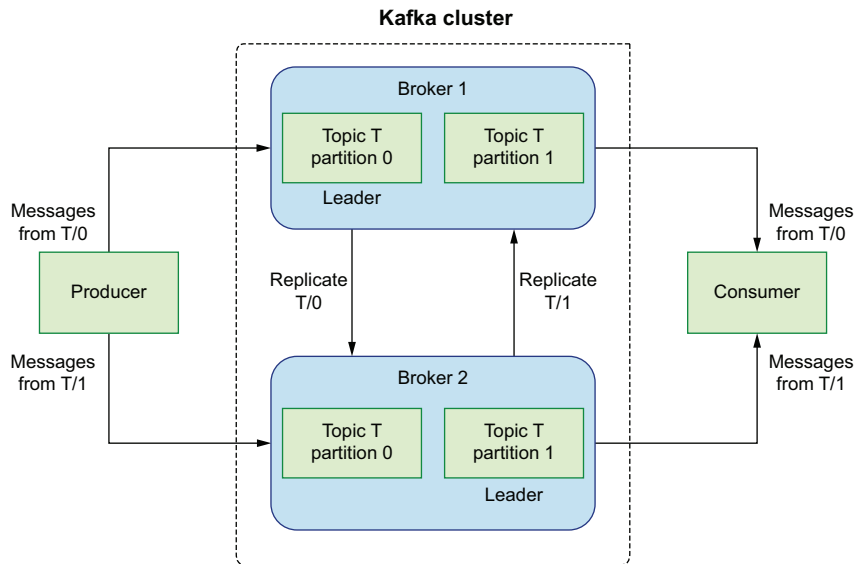 Kafka cluster
Broker 1
Topic T
partition 0
Topic T
partition 1
Leader
Messages
from T/0
Messages
from T/0
Producer
Replicate
T/0
Replicate
T/1
Consumer
Messages
from T/1
Messages
from T/1
Broker 2
Topic T
partition 0
Topic T
partition 1
Leader